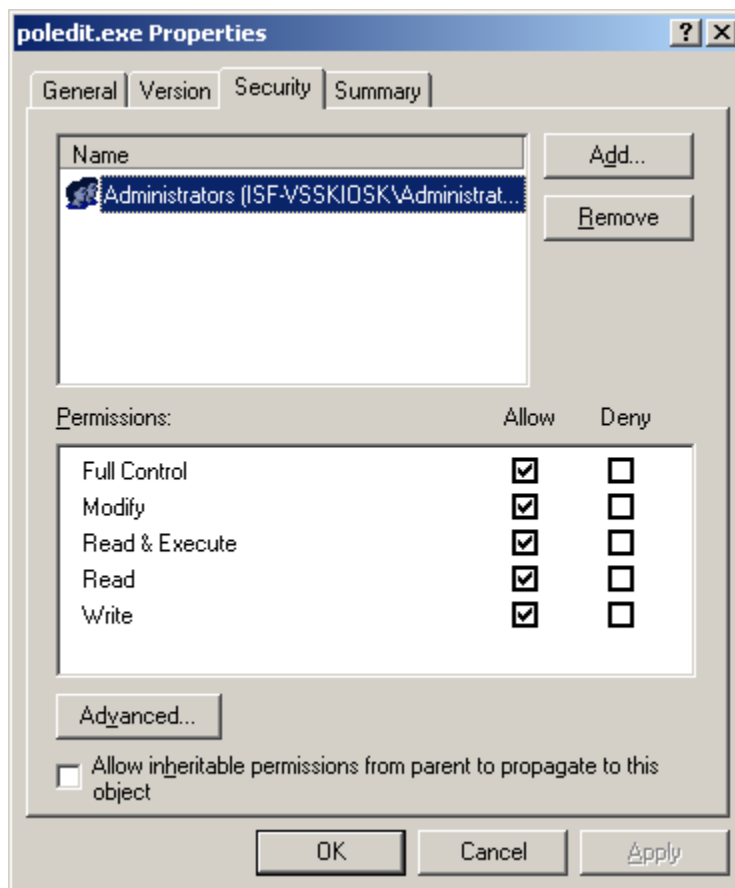 poledit.exe Properties
General Version Security Summary
Name
Add...
Administrators (ISF-VSSKIOSK\Administrat...
Remove
Permissions: Allow Deny
Full Control
Modify
Read & Execute
Read
Write
Advanced...
Allow inheritable permissions from parent to propagate to this
object
OK Cancel Apply